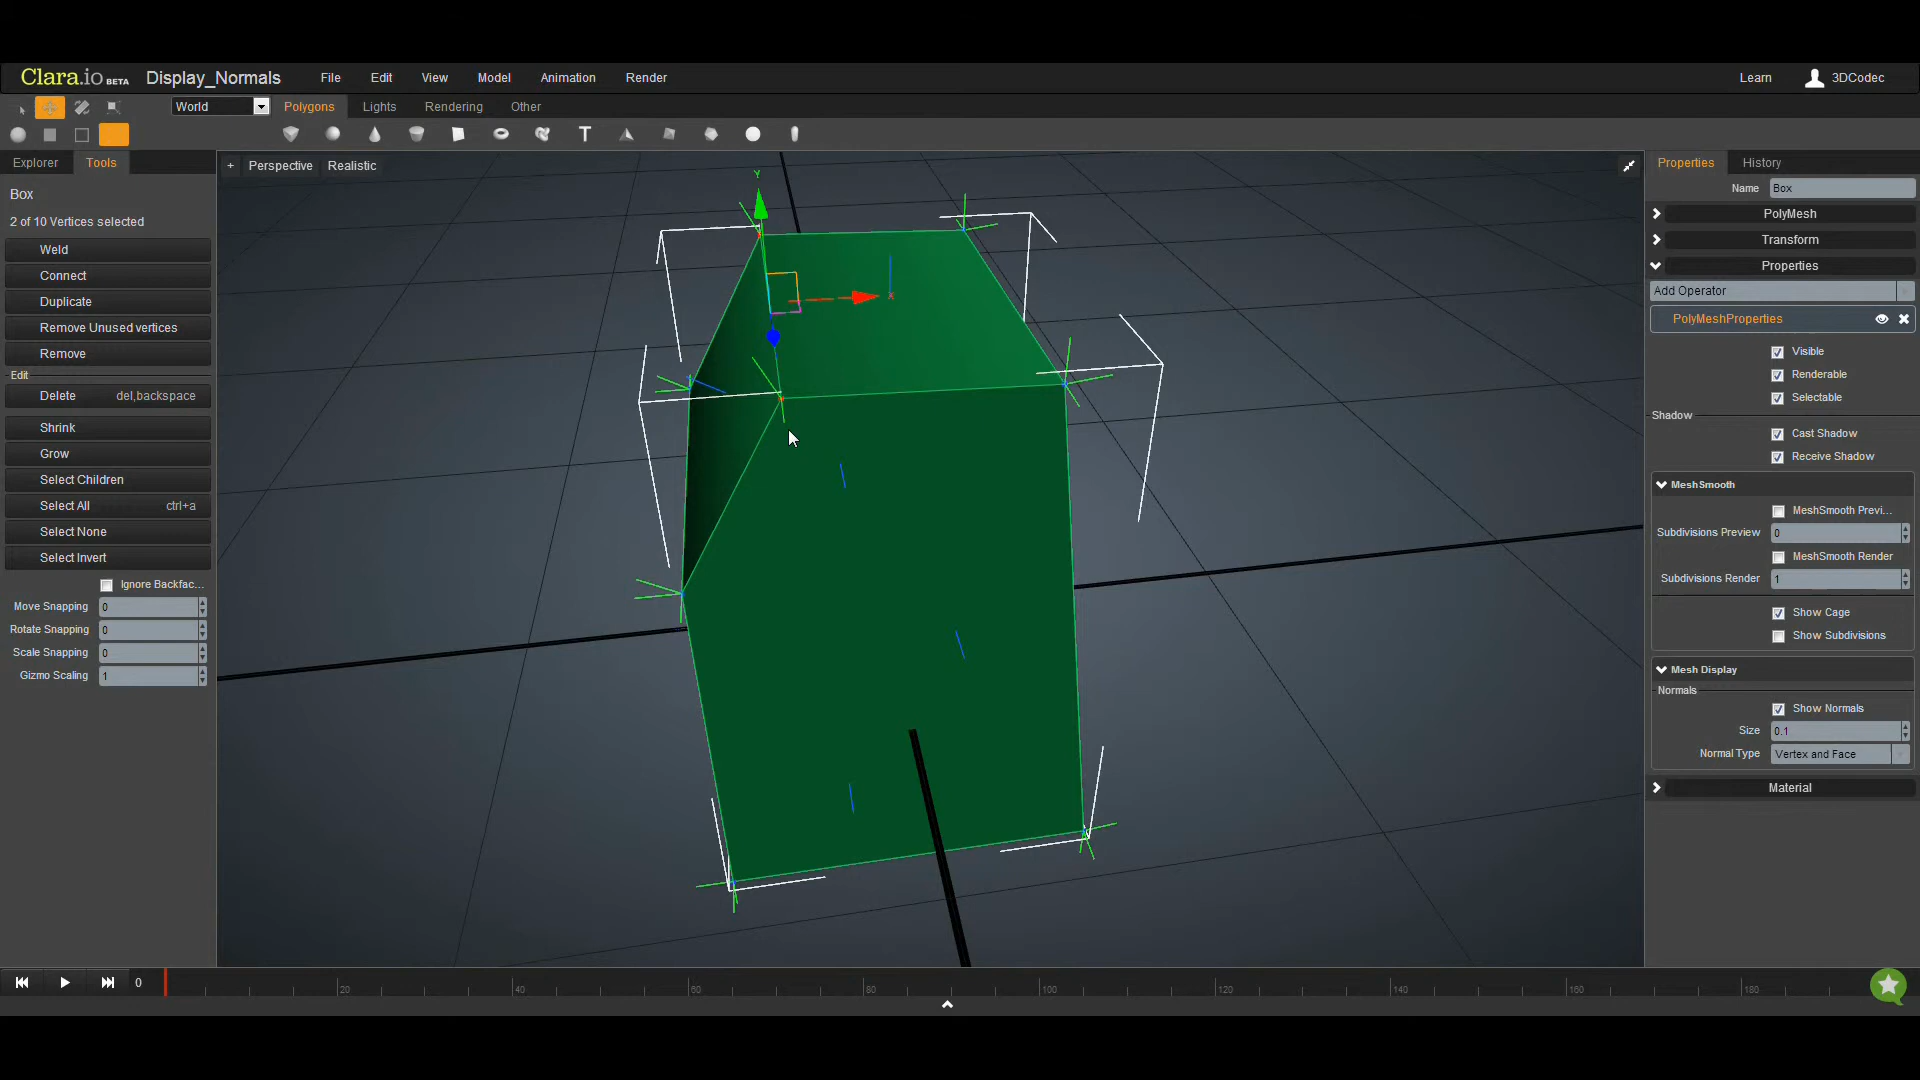 Clara.io BETA Display_Normals File Edit View Model Animation Render Learn 3DCodec
World Polygons Lights Rendering Other
T
Explorer Tools
+ Perspective Realistic
Properties History
Box
2 of 10 Vertices selected
Weld
Connect
Duplicate
Remove Unused vertices
Remove
Edit
Delete del,backspace
Shrink
Grow
Select Children
Select All ctrl+a
Select None
Select Invert
Ignore Backfac...
Move Snapping 0
Rotate Snapping 0
Scale Snapping 0
Gizmo Scaling 1
Y
x
Name Box
PolyMesh
Transform
Properties
Add Operator
PolyMeshProperties
Visible
Renderable
Selectable
Shadow
Cast Shadow
Receive Shadow
MeshSmooth
MeshSmooth Previ...
Subdivisions Preview 0
MeshSmooth Render
Subdivisions Render 1
Show Cage
Show Subdivisions
Mesh Display
Normals
Show Normals
Size 0.1
Normal Type Vertex and Face
Material
0 20 40 60 80 100 120 140 160 180